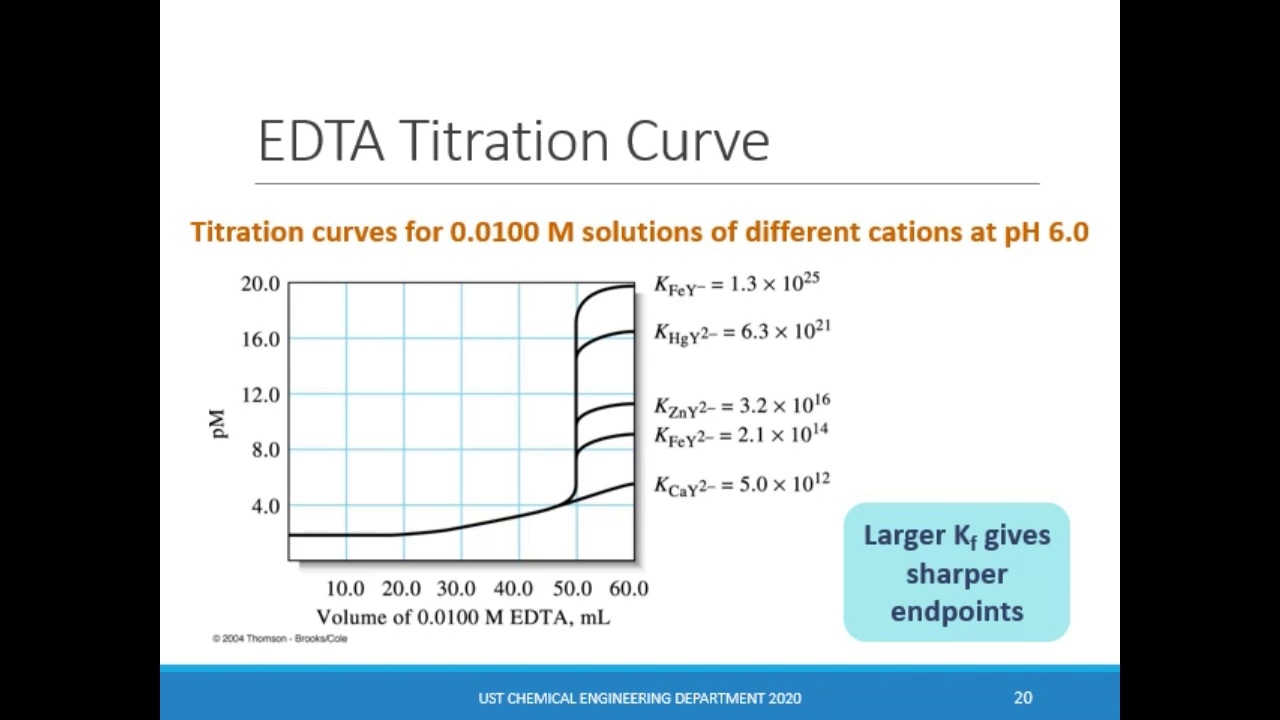 EDTA Titration Curve
Titration curves for 0.0100 M solutions of different cations at pH 6.0
20.0
16.0
12.0
8.0
4.0
pM
K_FeY⁻ = 1.3 × 10²⁵
K_HgY²⁻ = 6.3 × 10²¹
K_ZnY²⁻ = 3.2 × 10¹⁶
K_FeY²⁻ = 2.1 × 10¹⁴
K_CaY²⁻ = 5.0 × 10¹²
10.0 20.0 30.0 40.0 50.0 60.0
Volume of 0.0100 M EDTA, mL
© 2004 Thomson - Brooks/Cole
Larger K_f gives
sharper
endpoints
UST CHEMICAL ENGINEERING DEPARTMENT 2020
20